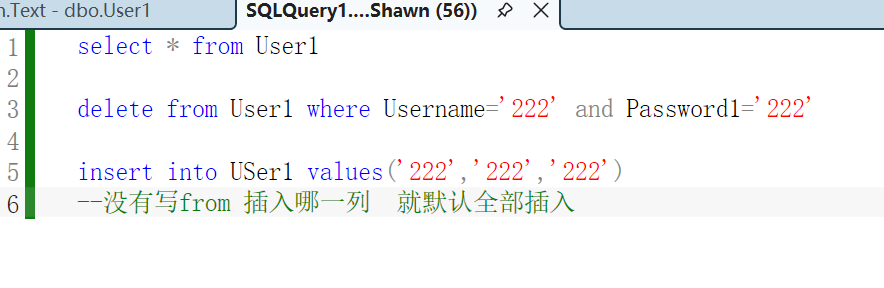 n.Text - dbo.User1
SQLQuery1....Shawn (56))
1 select * from User1
2
3 delete from User1 where Username='222' and Password1='222'
4
5 insert into USer1 values('222','222','222')
6 --没有写from 插入哪一列  就默认全部插入